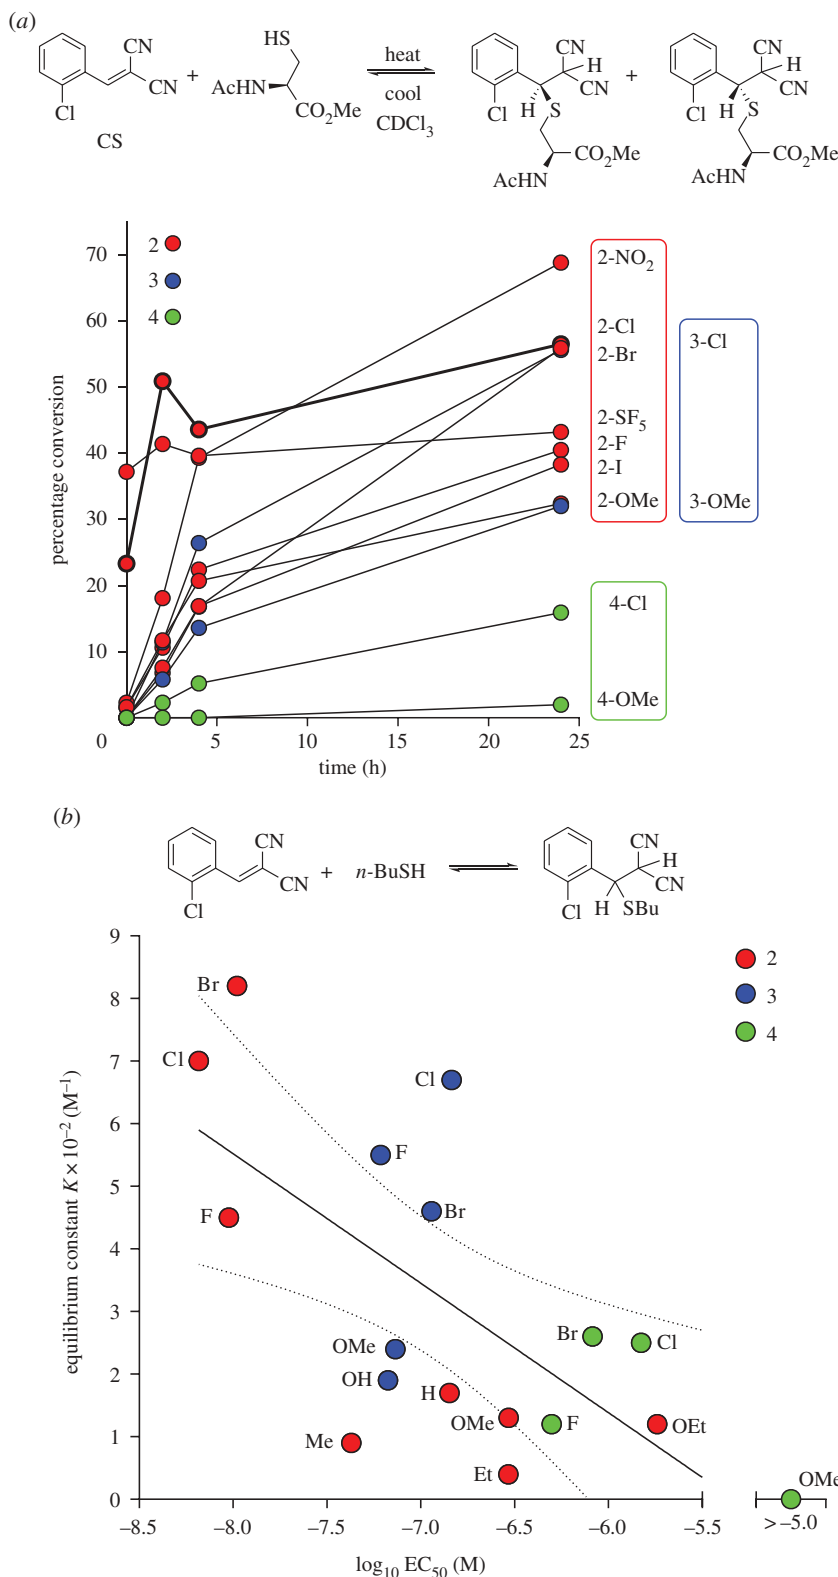 (a)
CN
CN
Cl
CS
+
HS
AcHN
CO₂Me
heat
cool
CDCl₃
CN
H
CN
Cl
H
S
CO₂Me
AcHN
+
CN
H
CN
Cl
H
S
CO₂Me
AcHN
2
3
4
70
60
50
40
30
20
10
0
5
10
15
20
25
percentage conversion
time (h)
2-NO₂
2-Cl
2-Br
2-SF₅
2-F
2-I
2-OMe
3-Cl
3-OMe
4-Cl
4-OMe
(b)
CN
CN
Cl
+
n-BuSH
CN
H
CN
Cl
H
SBu
2
3
4
9
8
7
6
5
4
3
2
1
0
equilibrium constant K × 10⁻² (M⁻¹)
Br
Cl
F
Cl
F
Br
OMe
OH
H
OMe
Me
Et
Br
Cl
F
OEt
OMe
–8.5
–8.0
–7.5
–7.0
–6.5
–6.0
–5.5
> –5.0
log₁₀ EC₅₀ (M)